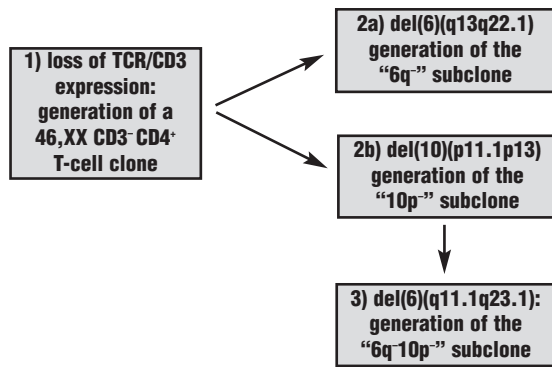 1) loss of TCR/CD3
expression:
generation of a
46,XX CD3⁻ CD4⁺
T-cell clone
2a) del(6)(q13q22.1)
generation of the
“6q⁻” subclone
2b) del(10)(p11.1p13)
generation of the
“10p⁻” subclone
3) del(6)(q11.1q23.1):
generation of the
“6q⁻10p⁻” subclone